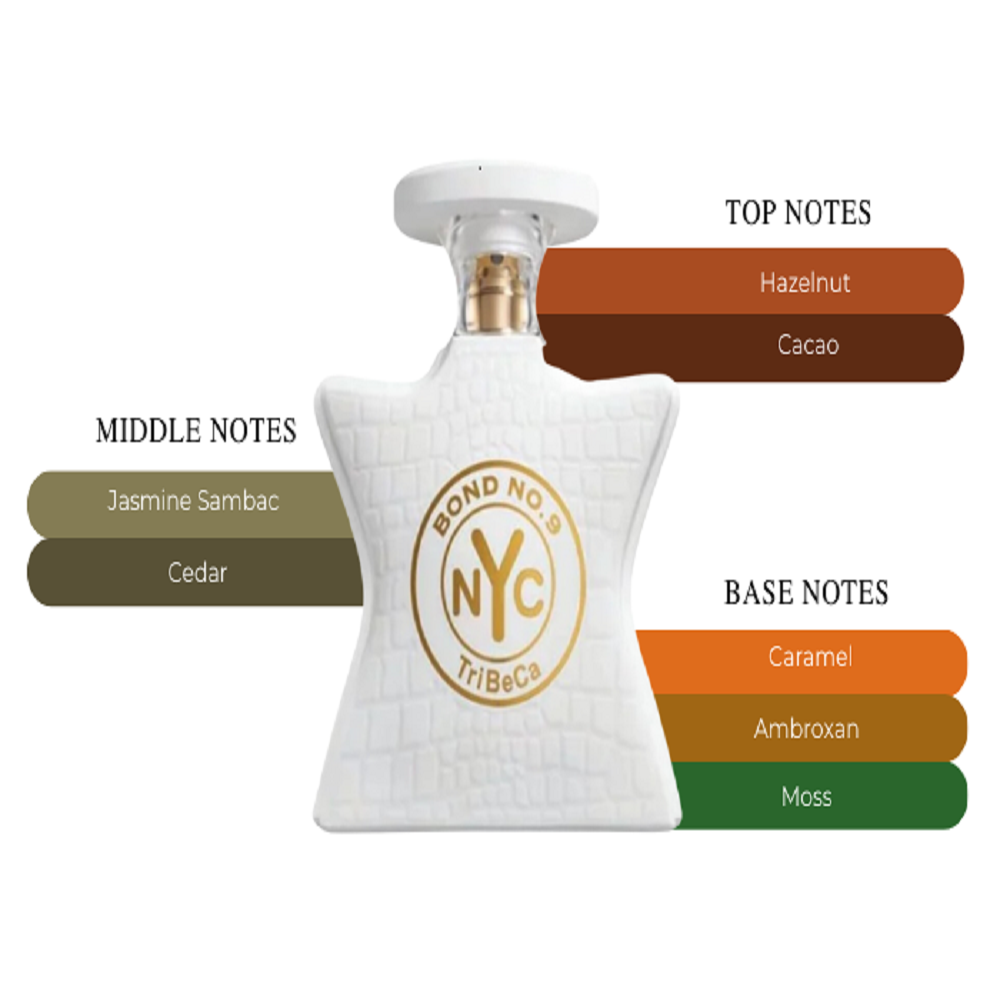 TOP NOTES
Hazelnut
Cacao
MIDDLE NOTES
Jasmine Sambac
Cedar
BOND NO.9
NYC
TriBeCa
BASE NOTES
Caramel
Ambroxan
Moss